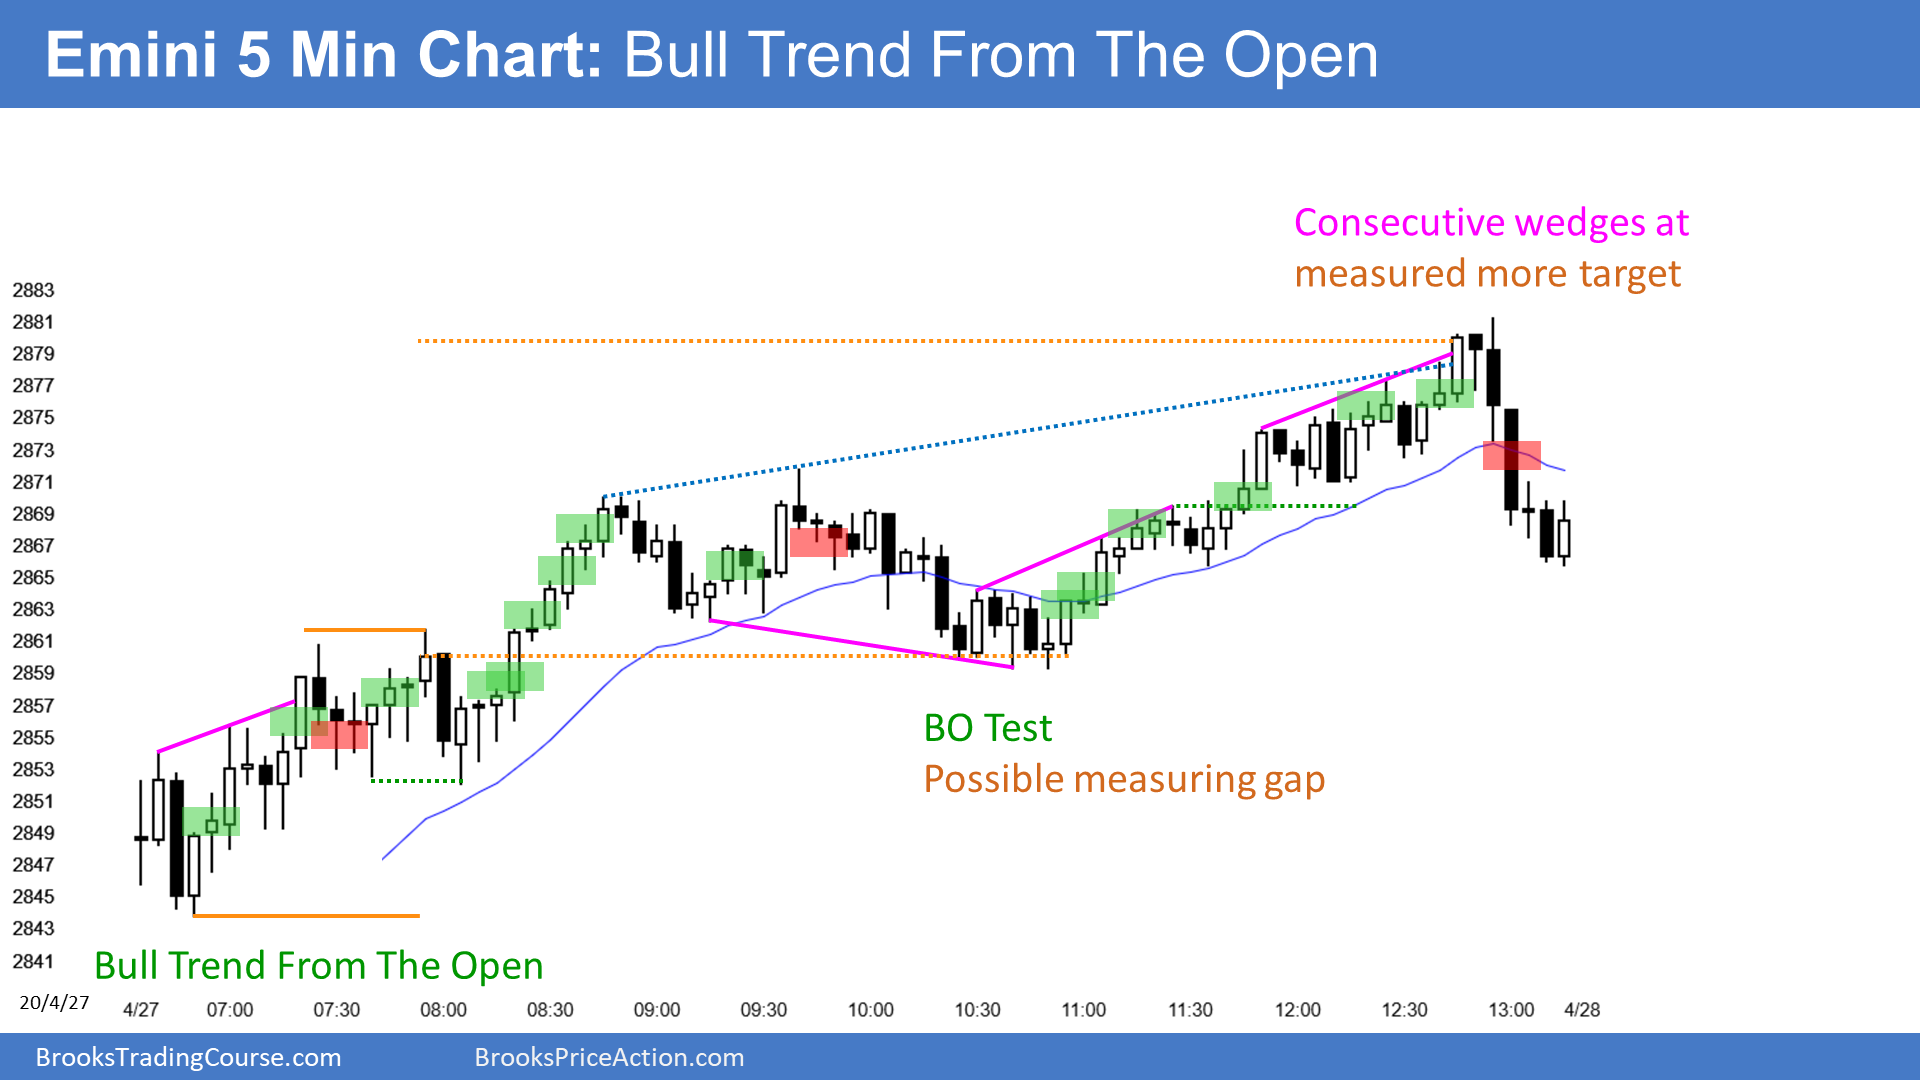 Emini 5 Min Chart: Bull Trend From The Open
Consecutive wedges at
measured more target
2883
2881
2879
2877
2875
2873
2871
2869
2867
2865
2863
2861
2859
2857
2855
2853
2851
2849
2847
2845
2843
2841
BO Test
Possible measuring gap
Bull Trend From The Open
20/4/27
4/27 07:00 07:30 08:00 08:30 09:00 09:30 10:00 10:30 11:00 11:30 12:00 12:30 13:00 4/28
BrooksTradingCourse.com BrooksPriceAction.com